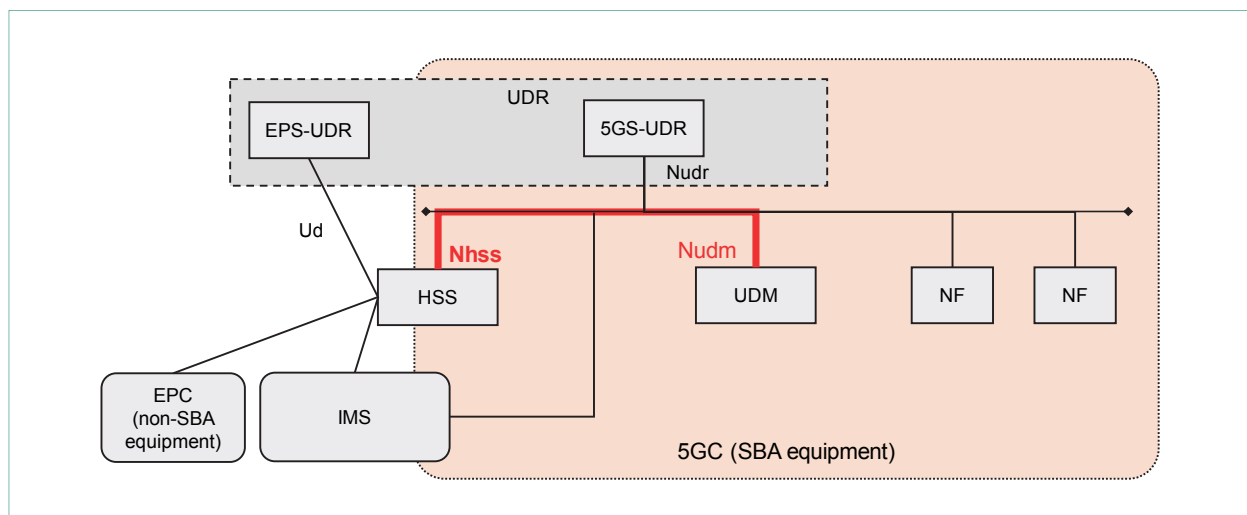 UDR
EPS-UDR
5GS-UDR
Nudr
Ud
Nhss
Nudm
HSS
UDM
NF
NF
EPC
(non-SBA
equipment)
IMS
5GC (SBA equipment)